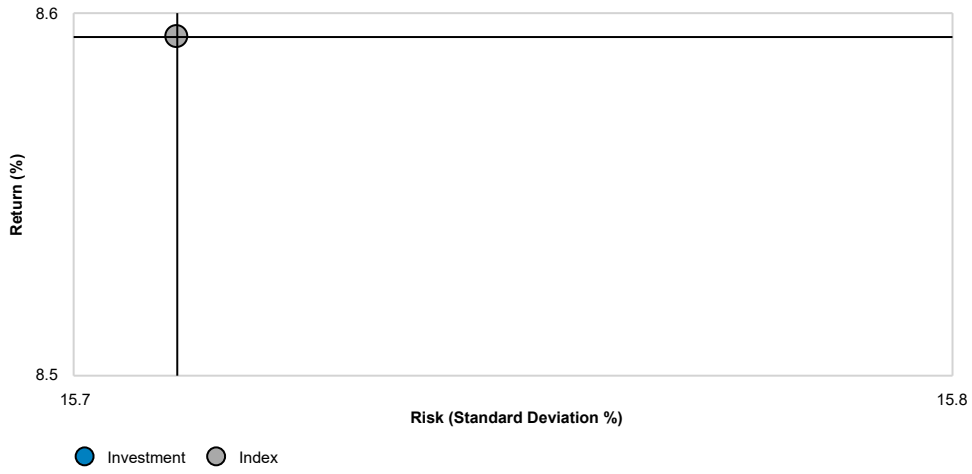 8.6
Return (%)
8.5
15.7
15.8
Risk (Standard Deviation %)
Investment
Index